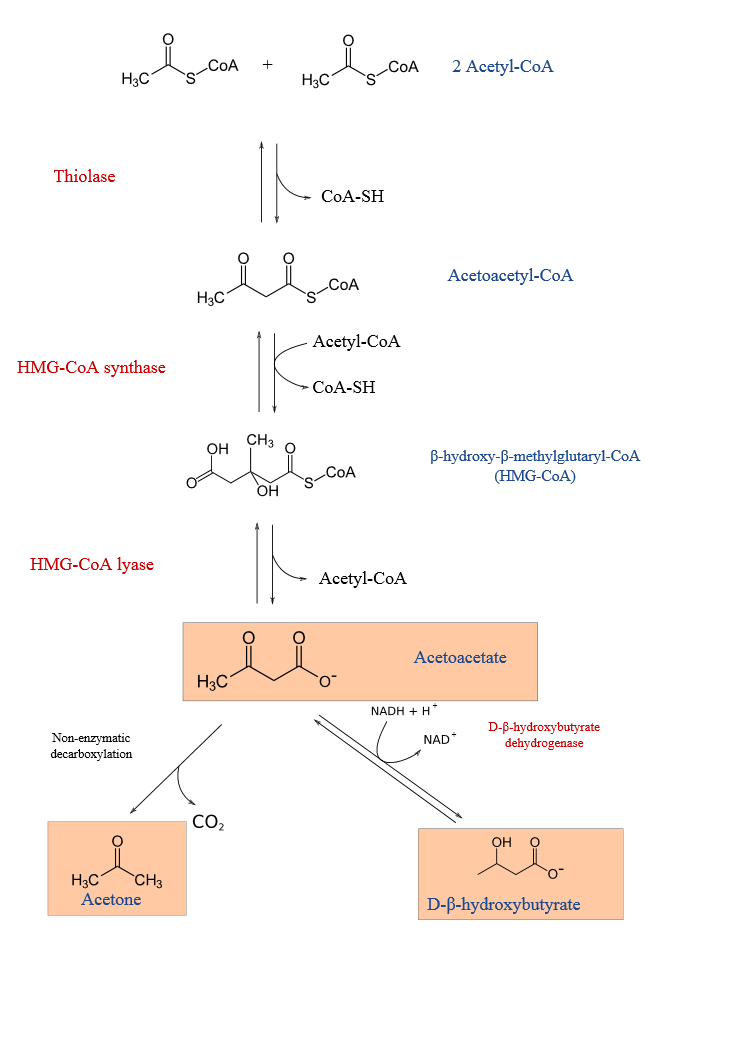 O O
H₃C S CoA + H₃C S CoA 2 Acetyl-CoA
Thiolase
CoA-SH
O O
H₃C S CoA Acetoacetyl-CoA
Acetyl-CoA
HMG-CoA synthase
CoA-SH
OH CH₃ O
O OH S CoA
β-hydroxy-β-methylglutaryl-CoA
(HMG-CoA)
HMG-CoA lyase
Acetyl-CoA
O O
H₃C O⁻ Acetoacetate
NADH + H⁺
NAD⁺
D-β-hydroxybutyrate
dehydrogenase
Non-enzymatic
decarboxylation
CO₂
O
H₃C CH₃
Acetone
OH O
O⁻
D-β-hydroxybutyrate